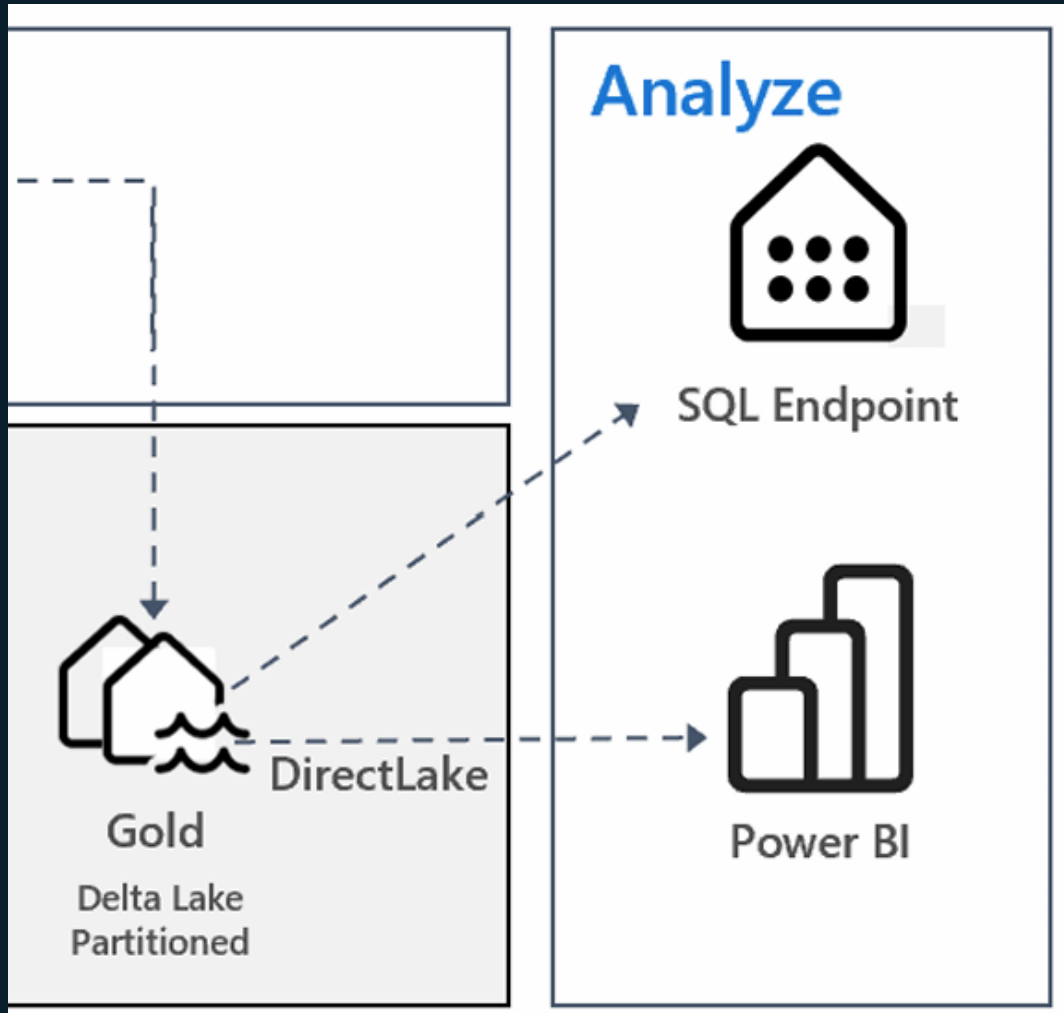 Analyze
SQL Endpoint
DirectLake
Gold
Power BI
Delta Lake
Partitioned